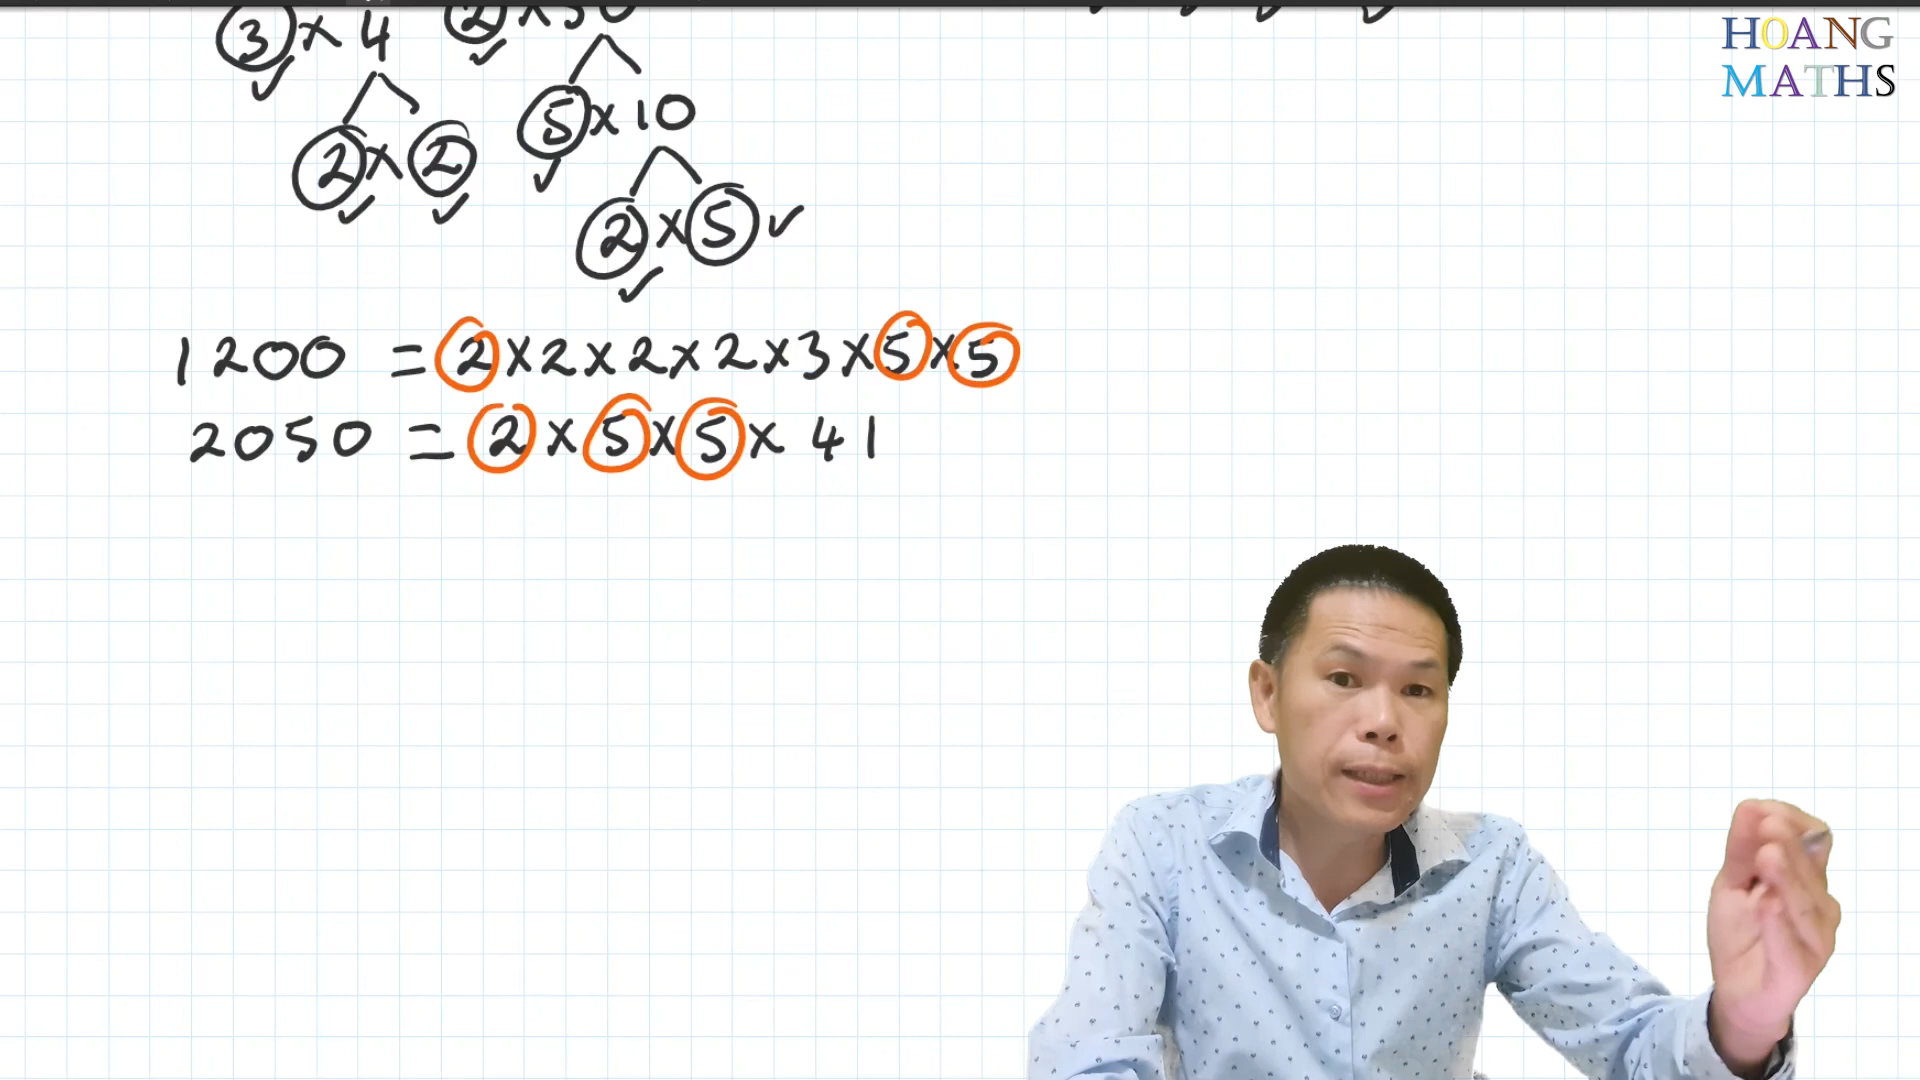 3 × 4
2 ×
HOANG
MATHS
5 × 10
2 × 2
2 × 5
1200 = 2 × 2 × 2 × 2 × 3 × 5 × 5
2050 = 2 × 5 × 5 × 41